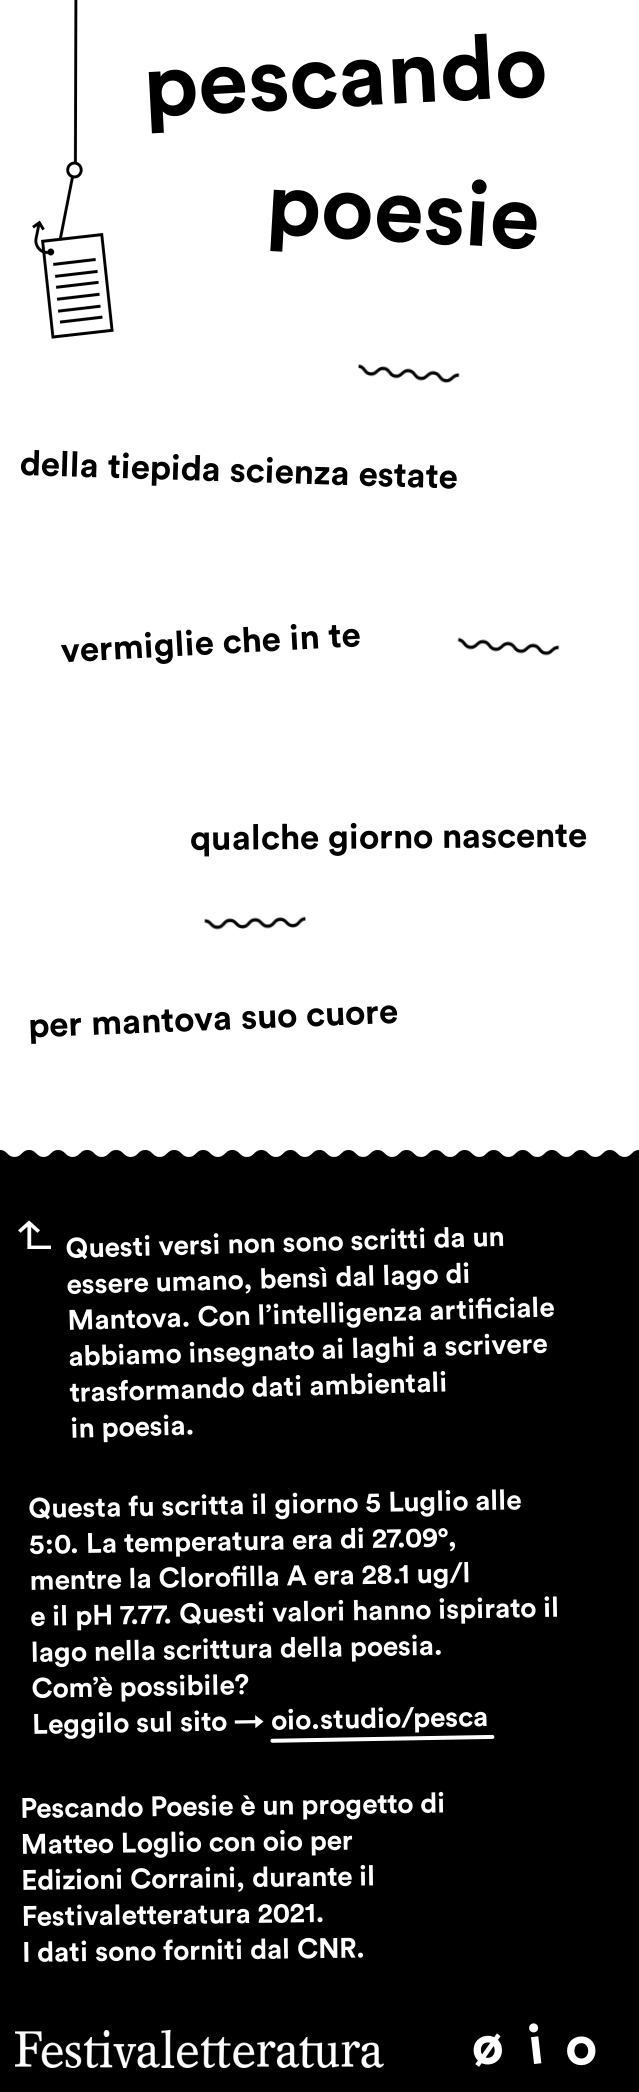 pescando
poesie
della tiepida scienza estate
vermiglie che in te
qualche giorno nascente
per mantova suo cuore
Questi versi non sono scritti da un
essere umano, bensì dal lago di
Mantova. Con l’intelligenza artificiale
abbiamo insegnato ai laghi a scrivere
trasformando dati ambientali
in poesia.
Questa fu scritta il giorno 5 Luglio alle
5:0. La temperatura era di 27.09°,
mentre la Clorofilla A era 28.1 ug/l
e il pH 7.77. Questi valori hanno ispirato il
lago nella scrittura della poesia.
Com’è possibile?
Leggilo sul sito → oio.studio/pesca
Pescando Poesie è un progetto di
Matteo Loglio con oio per
Edizioni Corraini, durante il
Festivaletteratura 2021.
I dati sono forniti dal CNR.
Festivaletteratura
ø i o